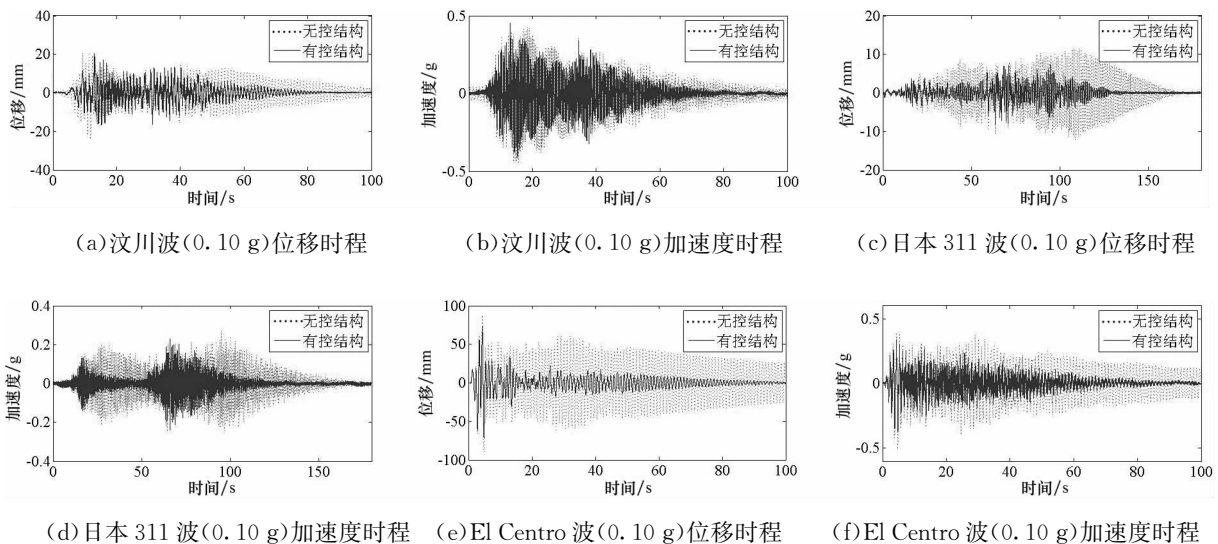 40
20
0
-20
-40
位移/mm
无控结构
有控结构
0 20 40 60 80 100
时间/s
(a)汶川波(0.10 g)位移时程
0.5
0
-0.5
加速度/g
无控结构
有控结构
0 20 40 60 80 100
时间/s
(b)汶川波(0.10 g)加速度时程
20
10
0
-10
20
位移/mm
无控结构
有控结构
0 50 100 150
时间/s
(c)日本 311 波(0.10 g)位移时程
0.4
0.2
0
-0.2
-0.4
加速度/g
无控结构
有控结构
0 50 100 150
时间/s
(d)日本 311 波(0.10 g)加速度时程
100
50
0
-50
-100
位移/mm
无控结构
有控结构
0 20 40 60 80 100
时间/s
(e)El Centro 波(0.10 g)位移时程
0.5
0
-0.5
加速度/g
无控结构
有控结构
0 20 40 60 80 100
时间/s
(f)El Centro 波(0.10 g)加速度时程